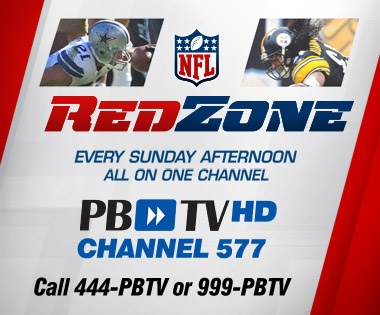 21
NFL
REDZONE
EVERY SUNDAY AFTERNOON
ALL ON ONE CHANNEL
PB TV HD
CHANNEL 577
Call 444-PBTV or 999-PBTV